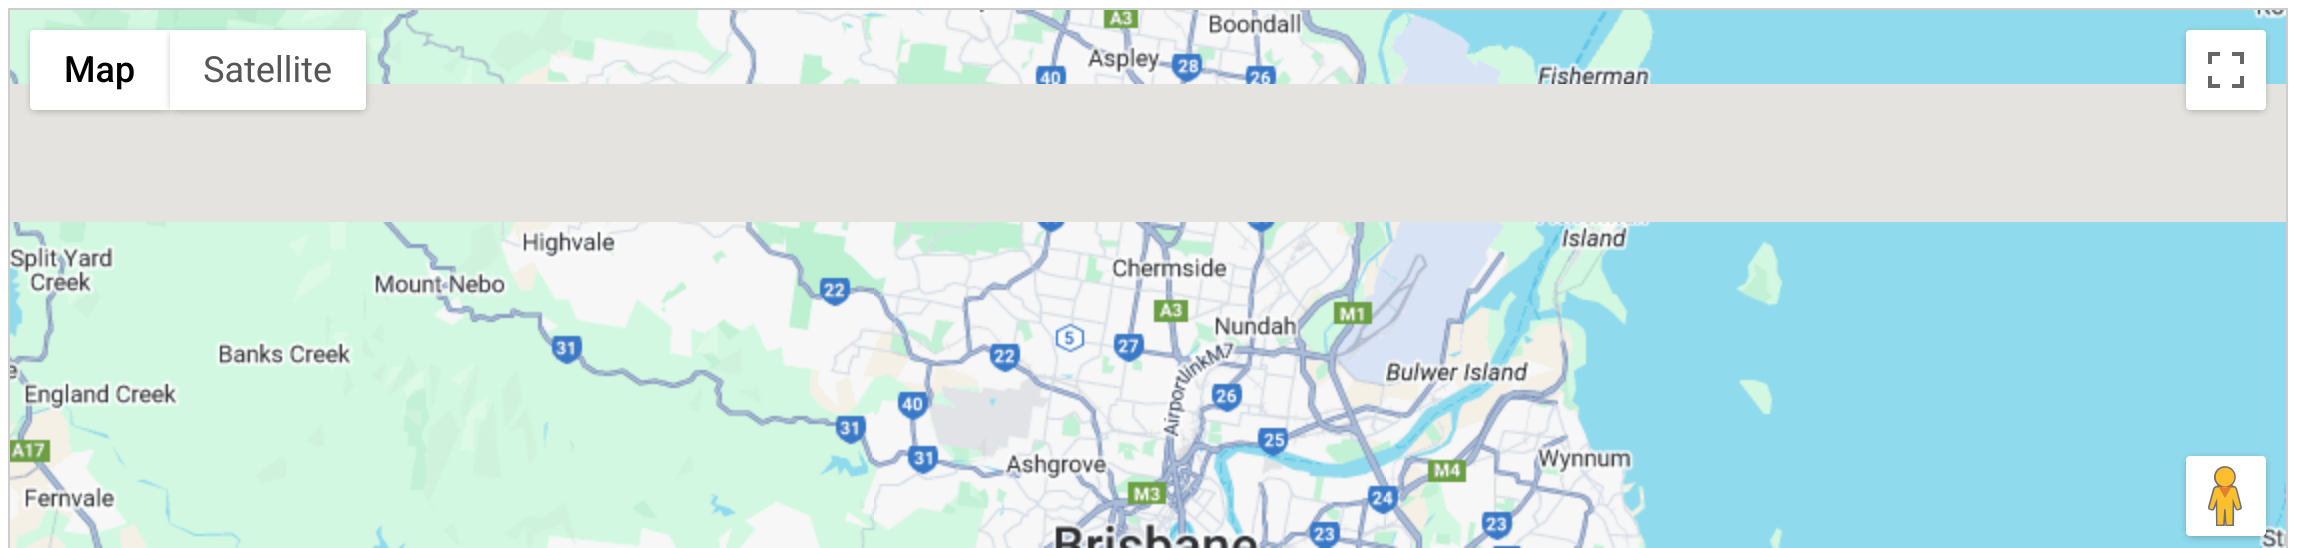 A3
Boondall
Map
Satellite
Aspley
28
40
26
Fisherman
Island
Highvale
Split Yard
Creek
Mount Nebo
Chermside
22
A3
M1
Nundah
5
27
31
Banks Creek
22
AirportlinkM7
Bulwer Island
England Creek
26
40
31
25
A17
31
Ashgrove
M4
Wynnum
Fernvale
M3
24
23
23
Brisbane